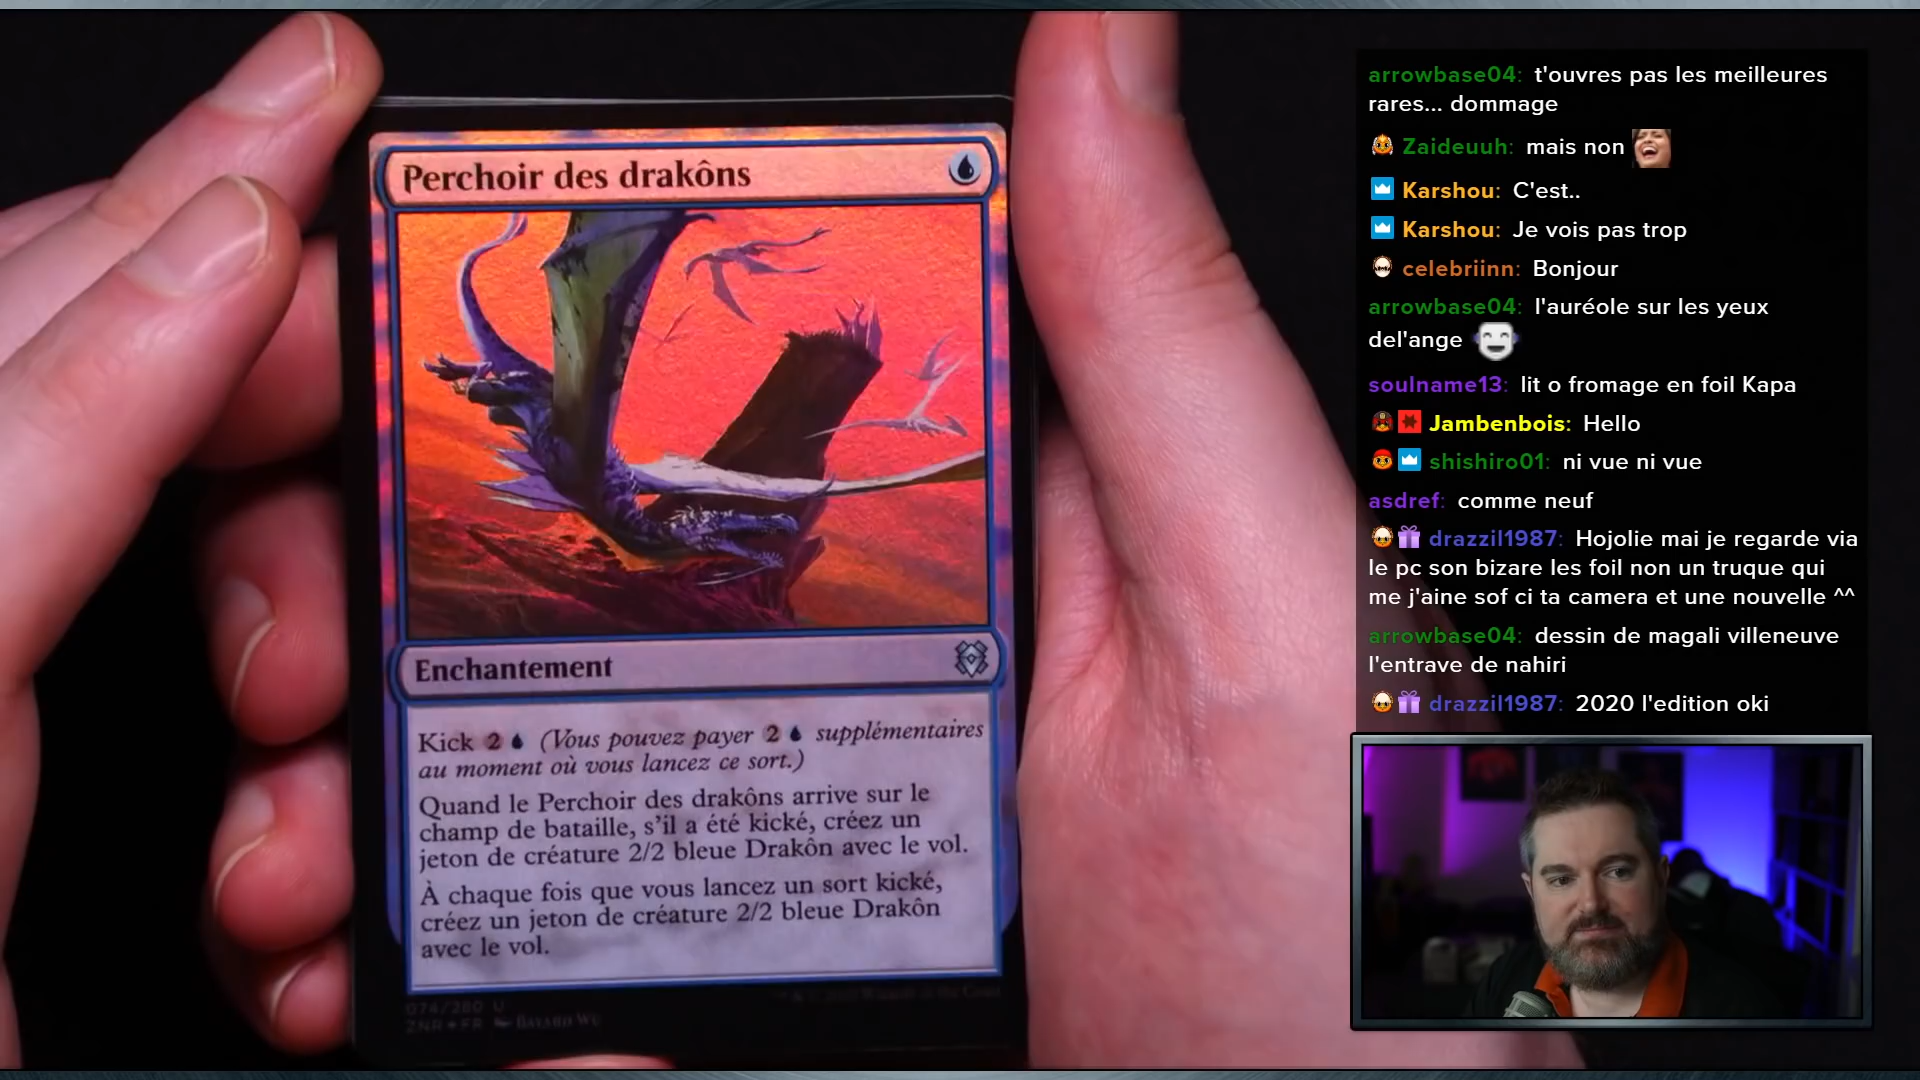 Perchoir des drakôns
Enchantement
Kick 2 (Vous pouvez payer 2 supplémentaires
au moment où vous lancez ce sort.)
Quand le Perchoir des drakôns arrive sur le
champ de bataille, s'il a été kické, créez un
jeton de créature 2/2 bleue Drakôn avec le vol.
À chaque fois que vous lancez un sort kické,
créez un jeton de créature 2/2 bleue Drakôn
avec le vol.
074/280 U
ZNR • FR Bayard Wu
arrowbase04: t'ouvres pas les meilleures
rares... dommage
Zaideuuh: mais non
Karshou: C'est..
Karshou: Je vois pas trop
celebriinn: Bonjour
arrowbase04: l'auréole sur les yeux
del'ange
soulname13: lit o fromage en foil Kapa
Jambenbois: Hello
shishiro01: ni vue ni vue
asdref: comme neuf
drazzil1987: Hojolie mai je regarde via
le pc son bizare les foil non un truque qui
me j'aine sof ci ta camera et une nouvelle ^^
arrowbase04: dessin de magali villeneuve
l'entrave de nahiri
drazzil1987: 2020 l'edition oki